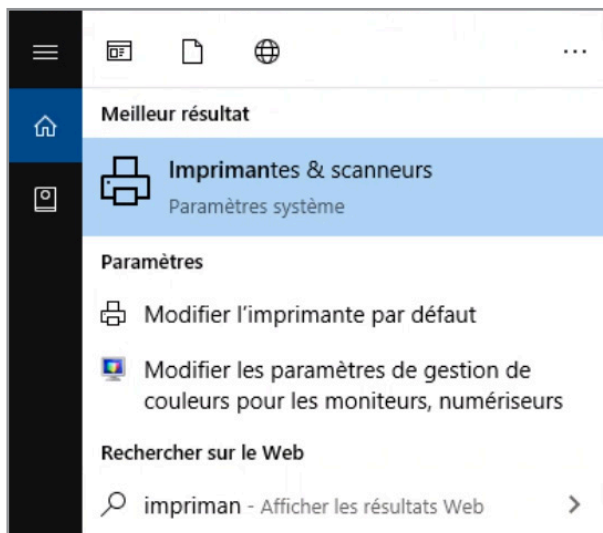 Meilleur résultat
Imprimantes & scanneurs
Paramètres système
Paramètres
Modifier l'imprimante par défaut
Modifier les paramètres de gestion de
couleurs pour les moniteurs, numériseurs
Rechercher sur le Web
impriman - Afficher les résultats Web